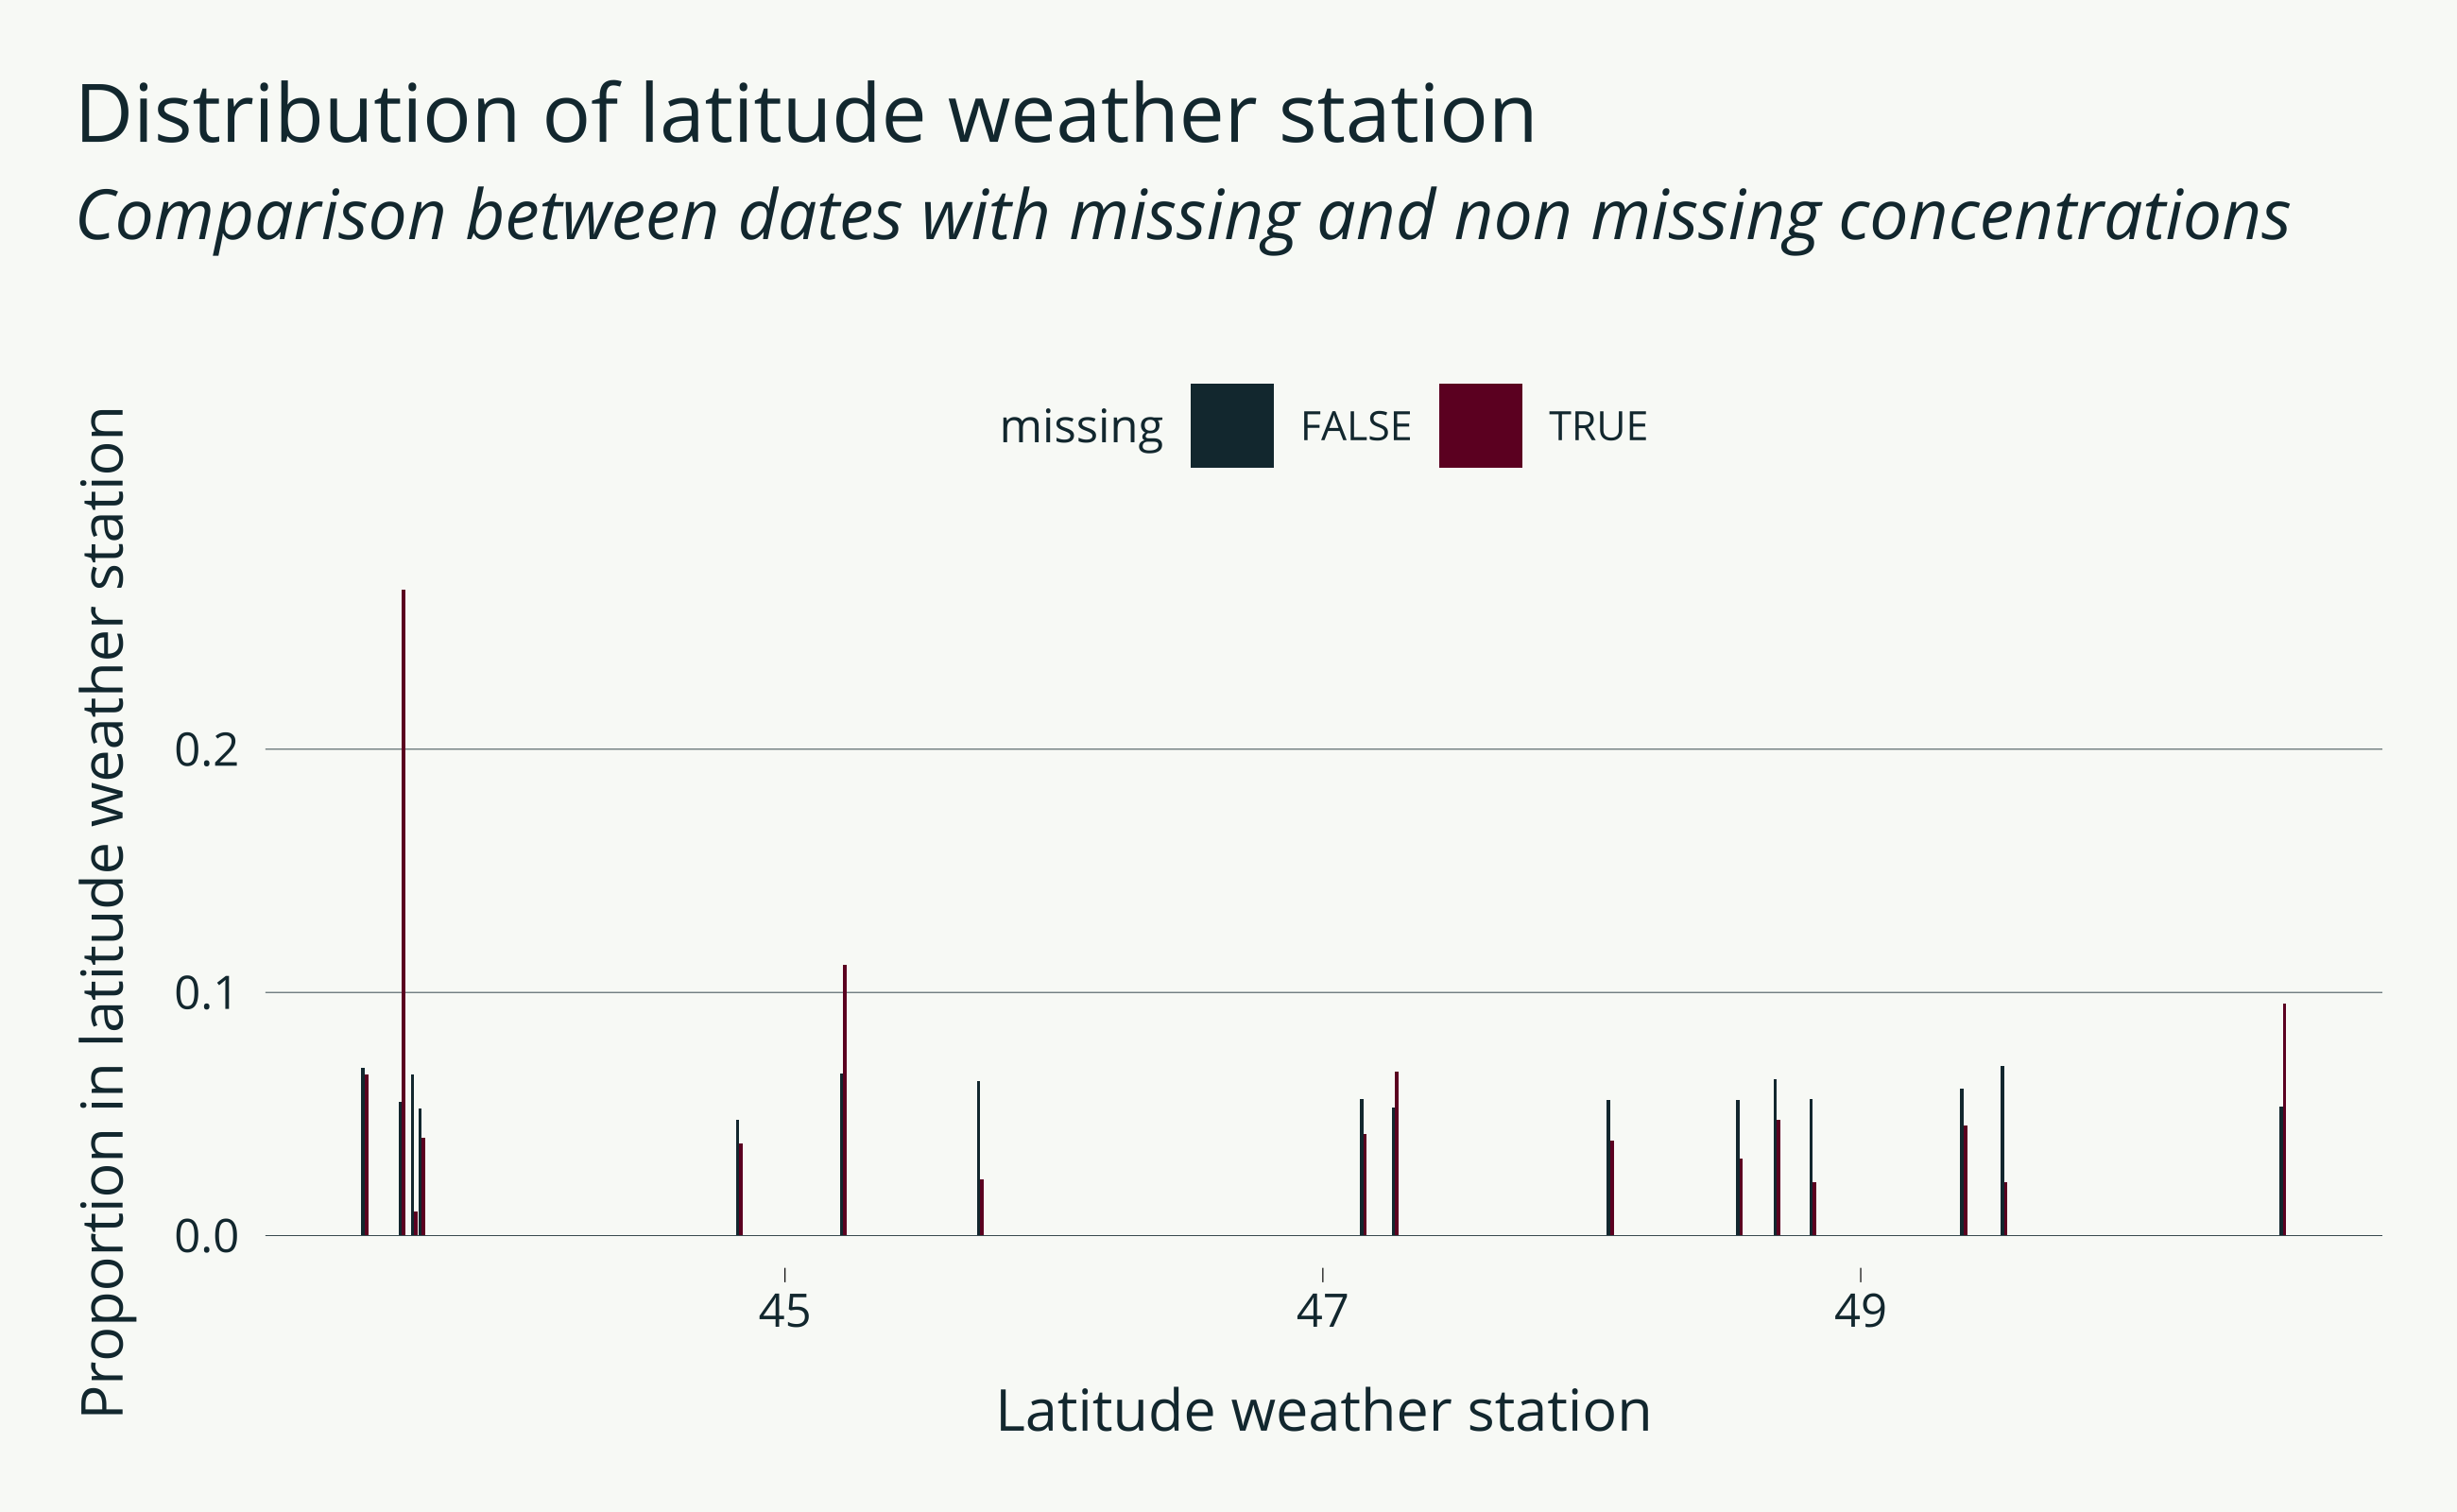 Distribution of latitude weather station
Comparison between dates with missing and non missing concentrations
missing FALSE TRUE
Proportion in latitude weather station
0.2
0.1
0.0
45 47 49
Latitude weather station